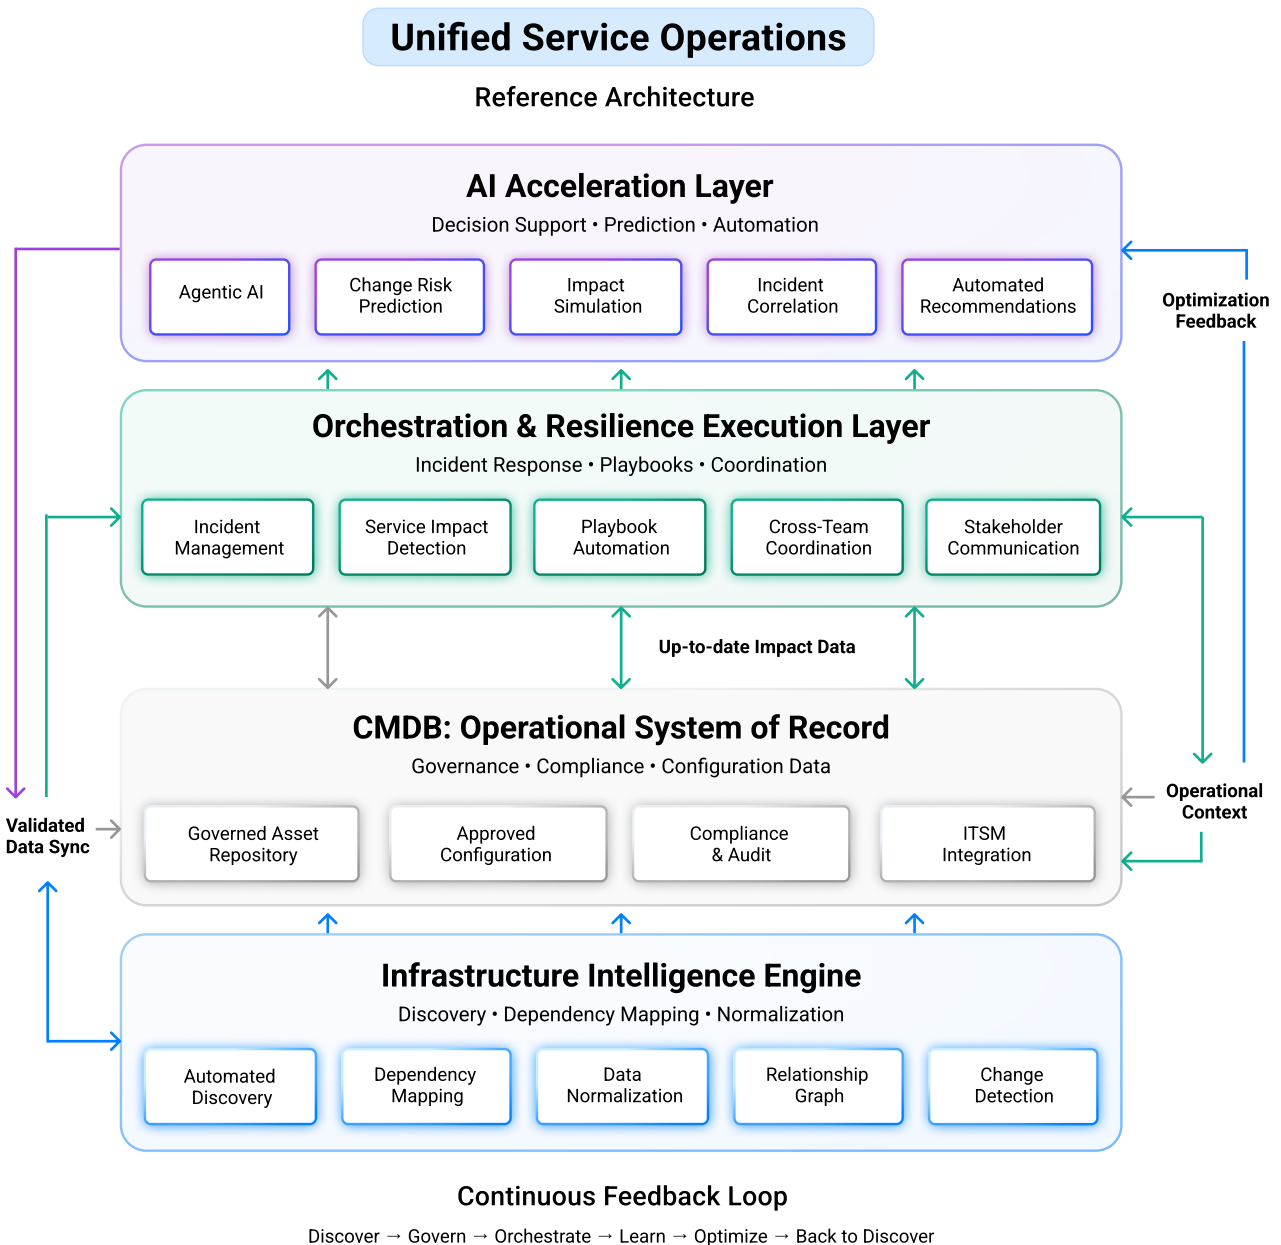 Unified Service Operations
Reference Architecture
AI Acceleration Layer
Decision Support • Prediction • Automation
Agentic AI
Change Risk
Prediction
Impact
Simulation
Incident
Correlation
Automated
Recommendations
Optimization
Feedback
Orchestration & Resilience Execution Layer
Incident Response • Playbooks • Coordination
Incident
Management
Service Impact
Detection
Playbook
Automation
Cross-Team
Coordination
Stakeholder
Communication
Up-to-date Impact Data
CMDB: Operational System of Record
Governance • Compliance • Configuration Data
Validated
Data Sync
Governed Asset
Repository
Approved
Configuration
Compliance
& Audit
ITSM
Integration
Operational
Context
Infrastructure Intelligence Engine
Discovery • Dependency Mapping • Normalization
Automated
Discovery
Dependency
Mapping
Data
Normalization
Relationship
Graph
Change
Detection
Continuous Feedback Loop
Discover → Govern → Orchestrate → Learn → Optimize → Back to Discover